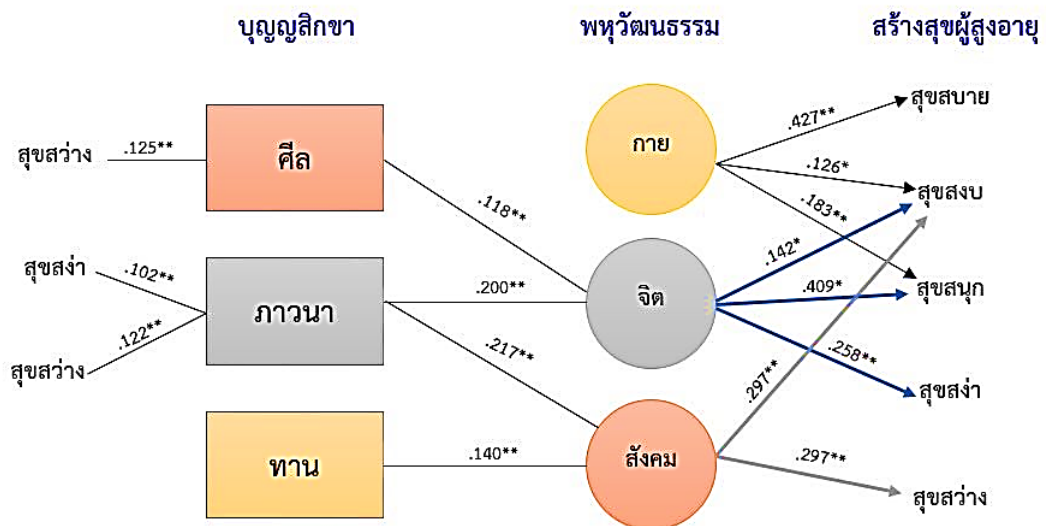 บุญญสิกขา
พหุวัฒนธรรม
สร้างสุขผู้สูงอายุ
สุขสว่าง
.125**
ศีล
.118**
กาย
.427**
สุขสบาย
.126*
สุขสงบ
.183**
สุขสง่า
.102**
.122**
สุขสว่าง
ภาวนา
.200**
.217**
จิต
.142*
.409*
สุขสนุก
.258**
สุขสง่า
ทาน
.140**
สังคม
.297**
.297**
สุขสว่าง